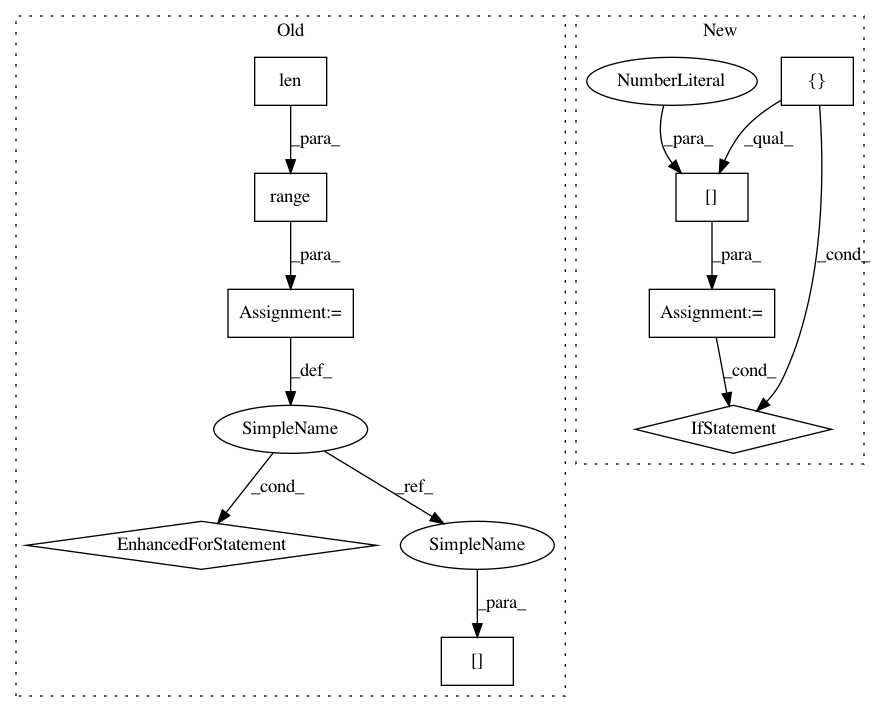 Old
New
len
NumberLiteral
{}
_para_
_para_
_qual_
range
[]
_para_
_para_
_cond_
Assignment:=
Assignment:=
_def_
_cond_
SimpleName
IfStatement
_cond_
_ref_
EnhancedForStatement
SimpleName
_para_
[]